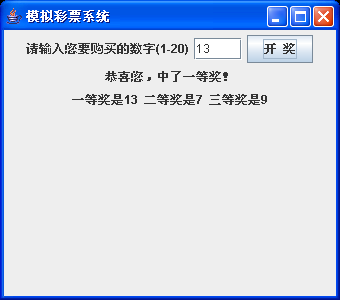 模拟彩票系统
请输入您要购买的数字(1-20) 13 开 奖
恭喜您，中了一等奖！
一等奖是13 二等奖是7 三等奖是9